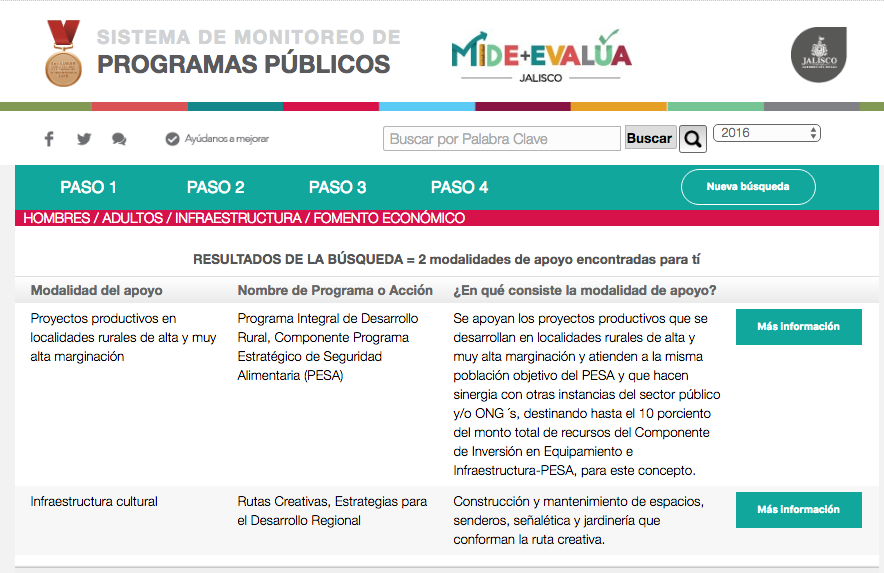 SISTEMA DE MONITOREO DE
PROGRAMAS PÚBLICOS
MIDE+EVALÚA
JALISCO
JALISCO
Ayúdanos a mejorar
Buscar por Palabra Clave
Buscar
2016
PASO 1
PASO 2
PASO 3
PASO 4
Nueva búsqueda
HOMBRES / ADULTOS / INFRAESTRUCTURA / FOMENTO ECONÓMICO
RESULTADOS DE LA BÚSQUEDA = 2 modalidades de apoyo encontradas para tí
Modalidad del apoyo
Nombre de Programa o Acción
¿En qué consiste la modalidad de apoyo?
Proyectos productivos en
localidades rurales de alta y muy
alta marginación
Programa Integral de Desarrollo
Rural, Componente Programa
Estratégico de Seguridad
Alimentaria (PESA)
Se apoyan los proyectos productivos que se
desarrollan en localidades rurales de alta y
muy alta marginación y atienden a la misma
población objetivo del PESA y que hacen
sinergia con otras instancias del sector público
y/o ONG ́s, destinando hasta el 10 porciento
del monto total de recursos del Componente
de Inversión en Equipamiento e
Infraestructura-PESA, para este concepto.
Más información
Infraestructura cultural
Rutas Creativas, Estrategias para
el Desarrollo Regional
Construcción y mantenimiento de espacios,
senderos, señalética y jardinería que
conforman la ruta creativa.
Más información